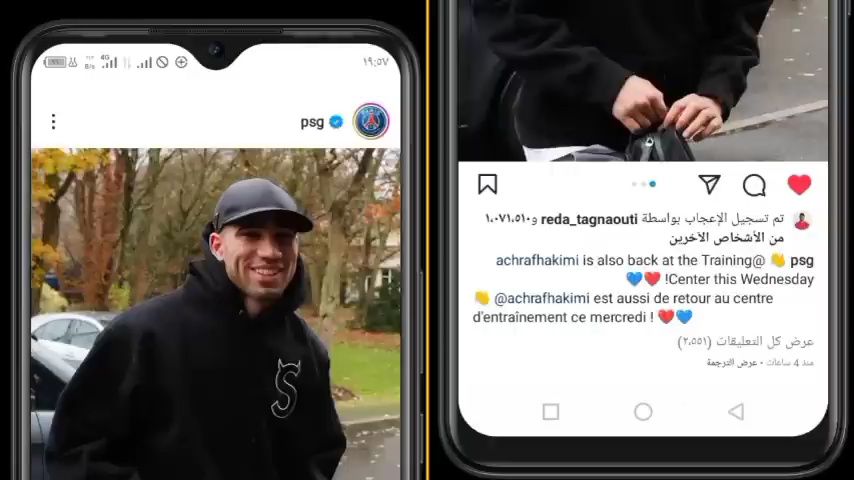 4G
١٩:٥٧
psg
تم تسجيل الإعجاب بواسطة reda_tagnaouti و١,٠٧١,٥١٠
من الأشخاص الآخرين
psg 👏 @achrafhakimi is also back at the Training
Center this Wednesday! ❤️💙
👏 @achrafhakimi est aussi de retour au centre
d'entraînement ce mercredi ! ❤️💙
عرض كل التعليقات (٢,٥٥١)
منذ 4 ساعات • عرض الترجمة